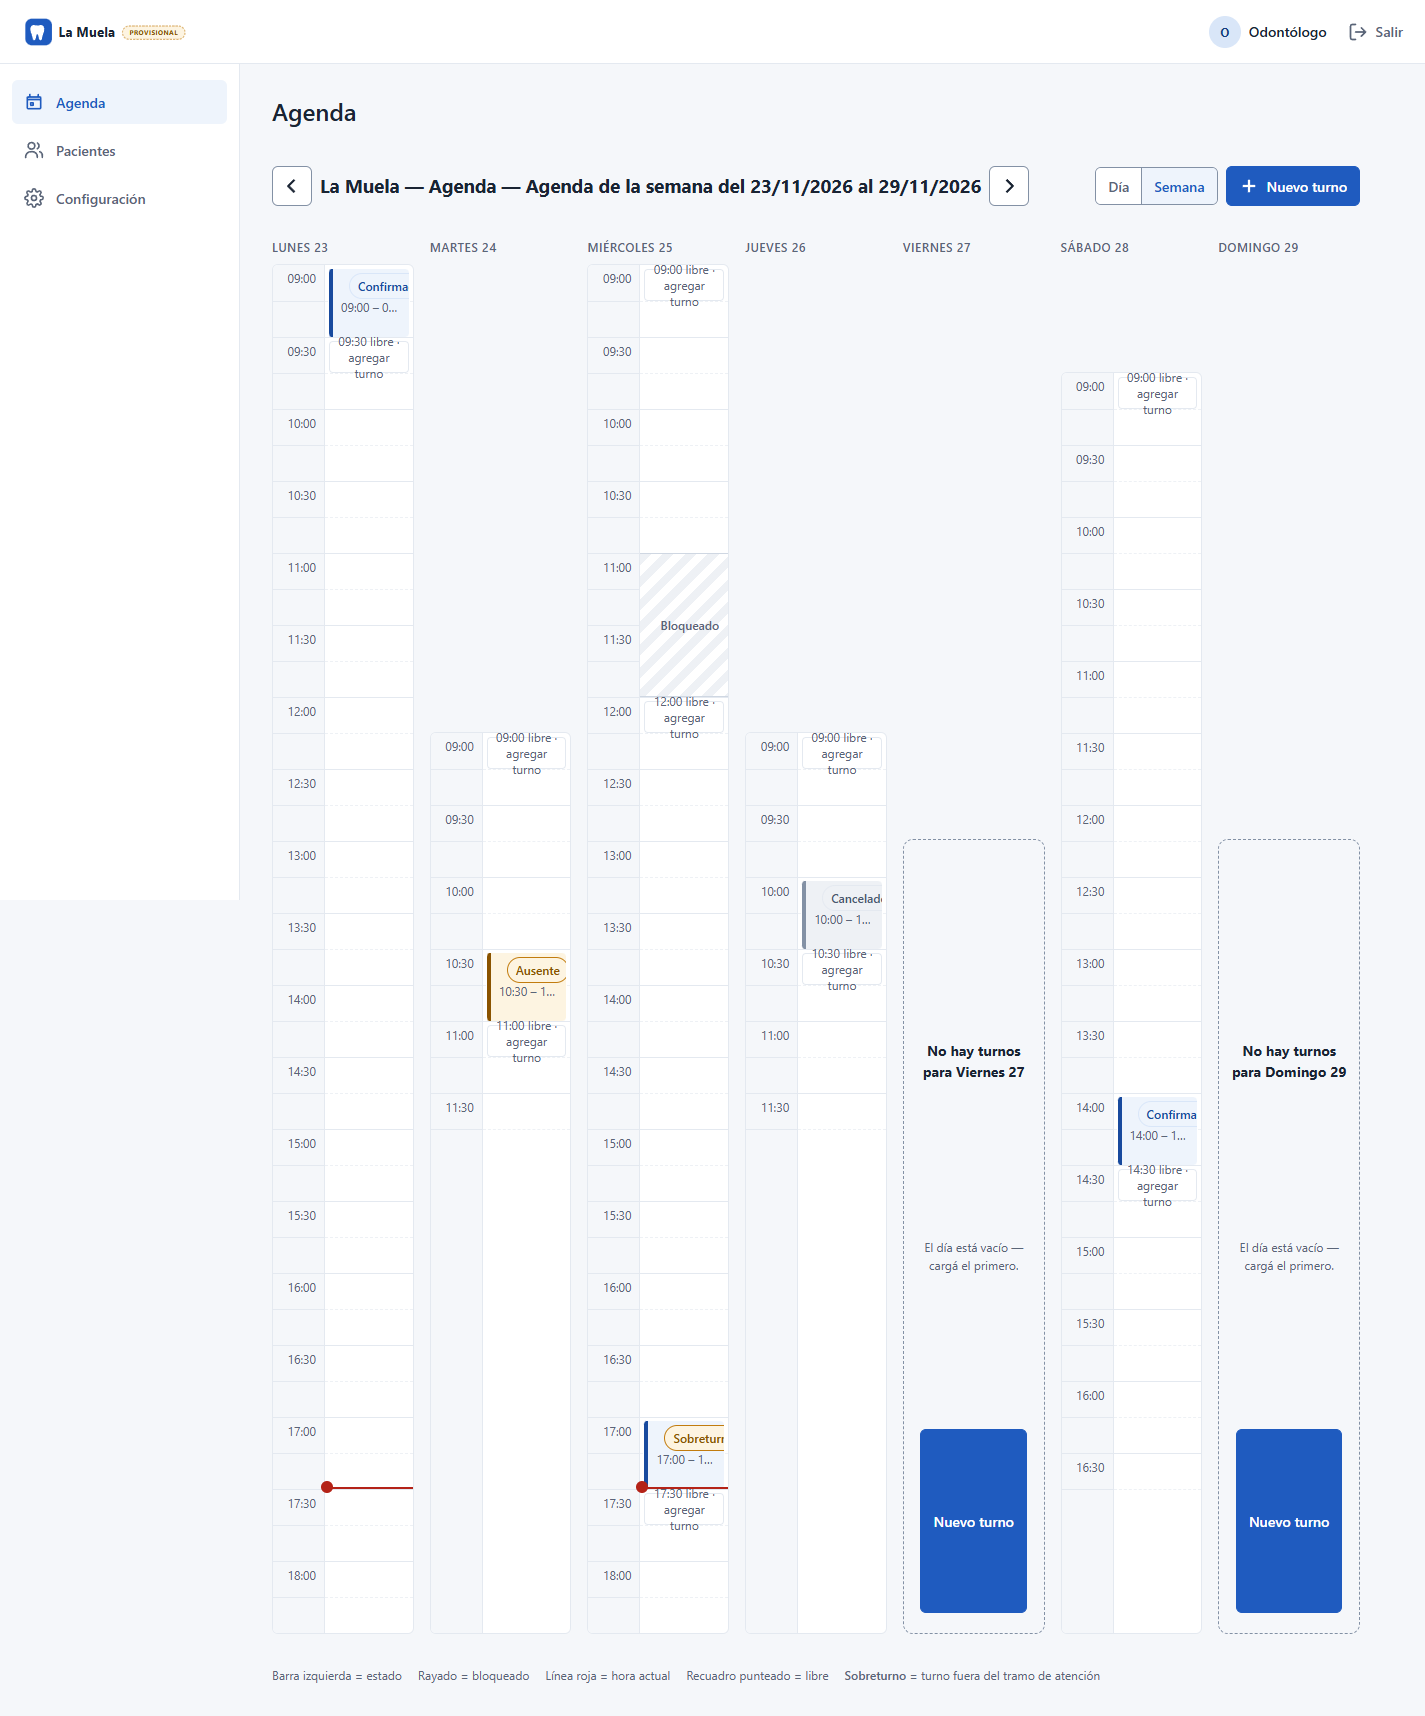 La Muela
PROVISIONAL
O
Odontólogo
Salir
Agenda
Pacientes
Configuración
Agenda
La Muela — Agenda — Agenda de la semana del 23/11/2026 al 29/11/2026
Día
Semana
Nuevo turno
LUNES 23
09:00
09:30
10:00
10:30
11:00
11:30
12:00
12:30
13:00
13:30
14:00
14:30
15:00
15:30
16:00
16:30
17:00
17:30
18:00
Confirma
09:00 – 0...
09:30 libre ·
agregar
turno
MARTES 24
09:00
09:30
10:00
10:30
11:00
11:30
09:00 libre ·
agregar
turno
Ausente
10:30 – 1...
11:00 libre ·
agregar
turno
MIÉRCOLES 25
09:00
09:30
10:00
10:30
11:00
11:30
12:00
12:30
13:00
13:30
14:00
14:30
15:00
15:30
16:00
16:30
17:00
17:30
18:00
09:00 libre ·
agregar
turno
Bloqueado
12:00 libre ·
agregar
turno
Sobreturn
17:00 – 1...
17:30 libre ·
agregar
turno
JUEVES 26
09:00
09:30
10:00
10:30
11:00
11:30
09:00 libre ·
agregar
turno
Cancelad
10:00 – 1...
10:30 libre ·
agregar
turno
VIERNES 27
No hay turnos
para Viernes 27
El día está vacío —
cargá el primero.
Nuevo turno
SÁBADO 28
09:00
09:30
10:00
10:30
11:00
11:30
12:00
12:30
13:00
13:30
14:00
14:30
15:00
15:30
16:00
16:30
09:00 libre ·
agregar
turno
Confirma
14:00 – 1...
14:30 libre ·
agregar
turno
DOMINGO 29
No hay turnos
para Domingo 29
El día está vacío —
cargá el primero.
Nuevo turno
Barra izquierda = estado
Rayado = bloqueado
Línea roja = hora actual
Recuadro punteado = libre
Sobreturno = turno fuera del tramo de atención